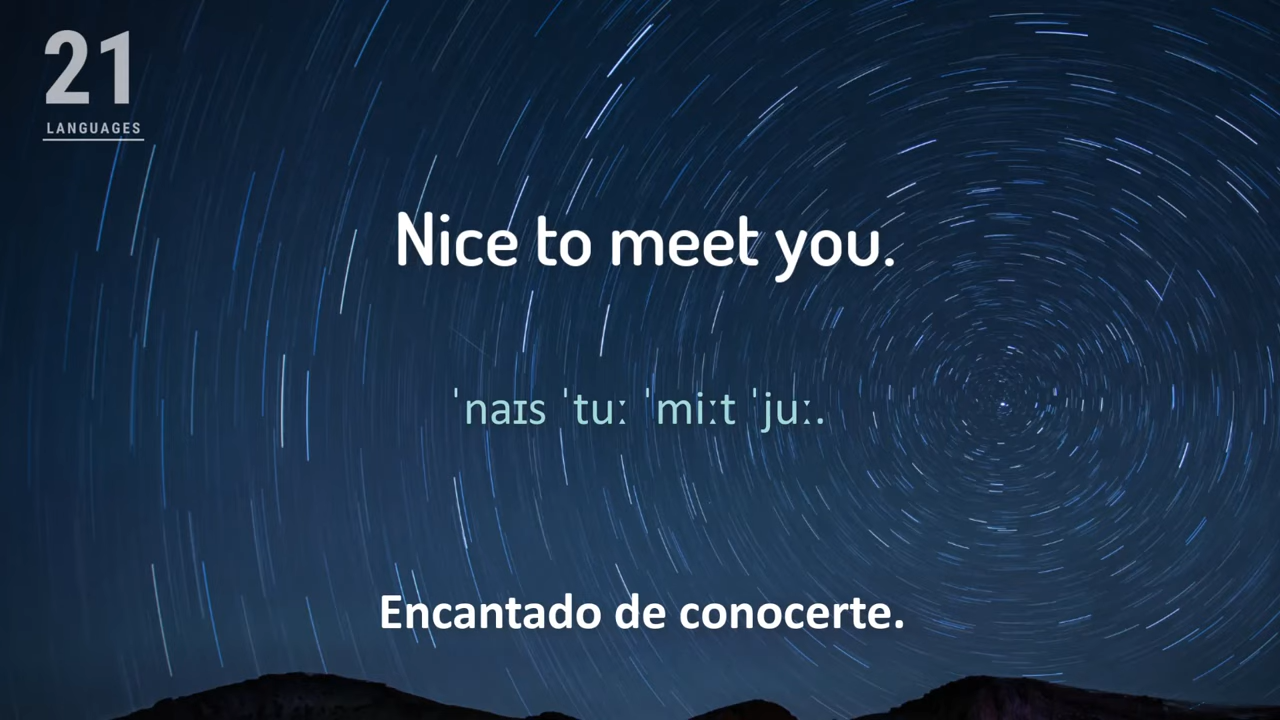 21
LANGUAGES
Nice to meet you.
ˈnaɪs ˈtuː ˈmiːt ˈjuː.
Encantado de conocerte.